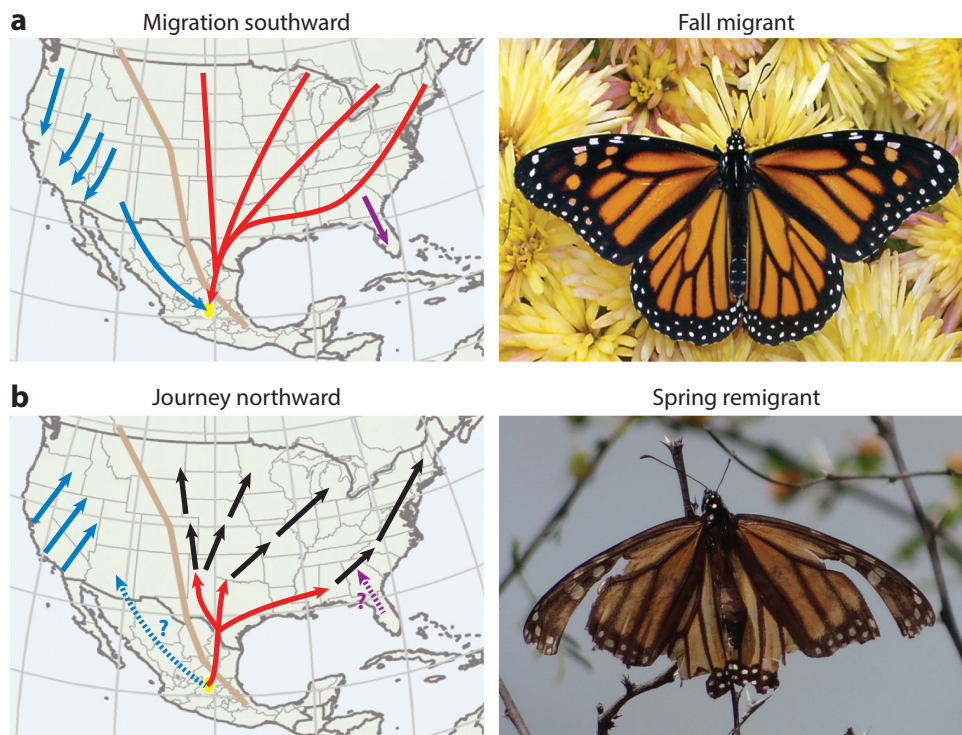 a
Migration southward
Fall migrant
b
Journey northward
Spring remigrant
?
?